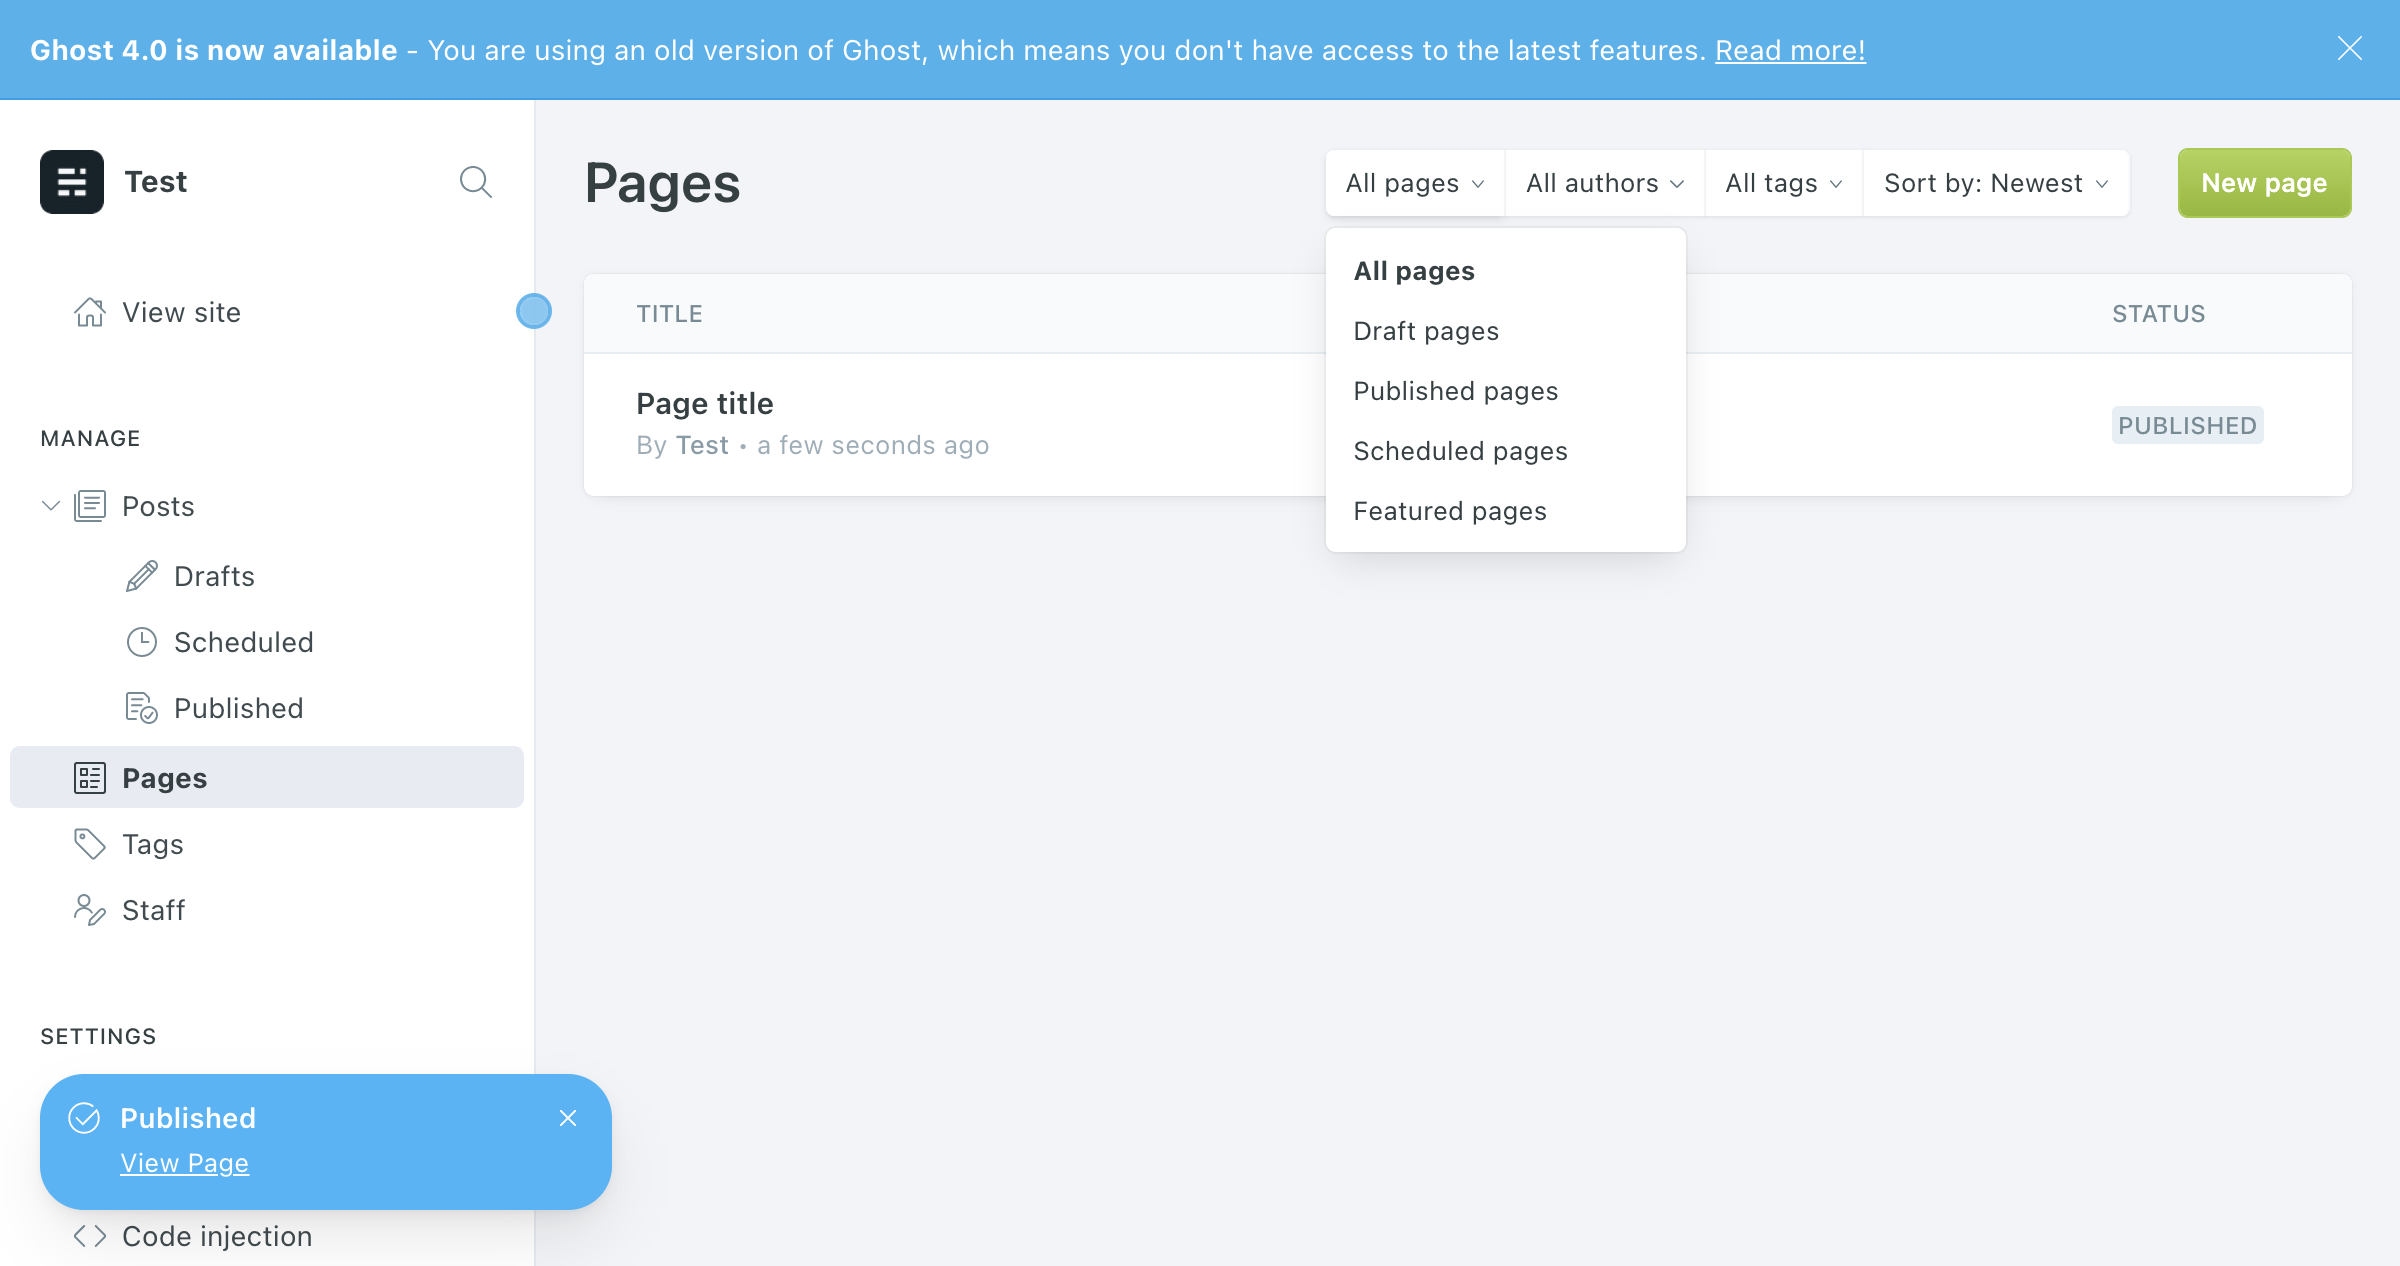 Ghost 4.0 is now available - You are using an old version of Ghost, which means you don't have access to the latest features. Read more!
Test
View site
MANAGE
Posts
Drafts
Scheduled
Published
Pages
Tags
Staff
SETTINGS
Published
View Page
Code injection
Pages
All pages
All authors
All tags
Sort by: Newest
New page
All pages
Draft pages
Published pages
Scheduled pages
Featured pages
TITLE
STATUS
Page title
By Test • a few seconds ago
PUBLISHED